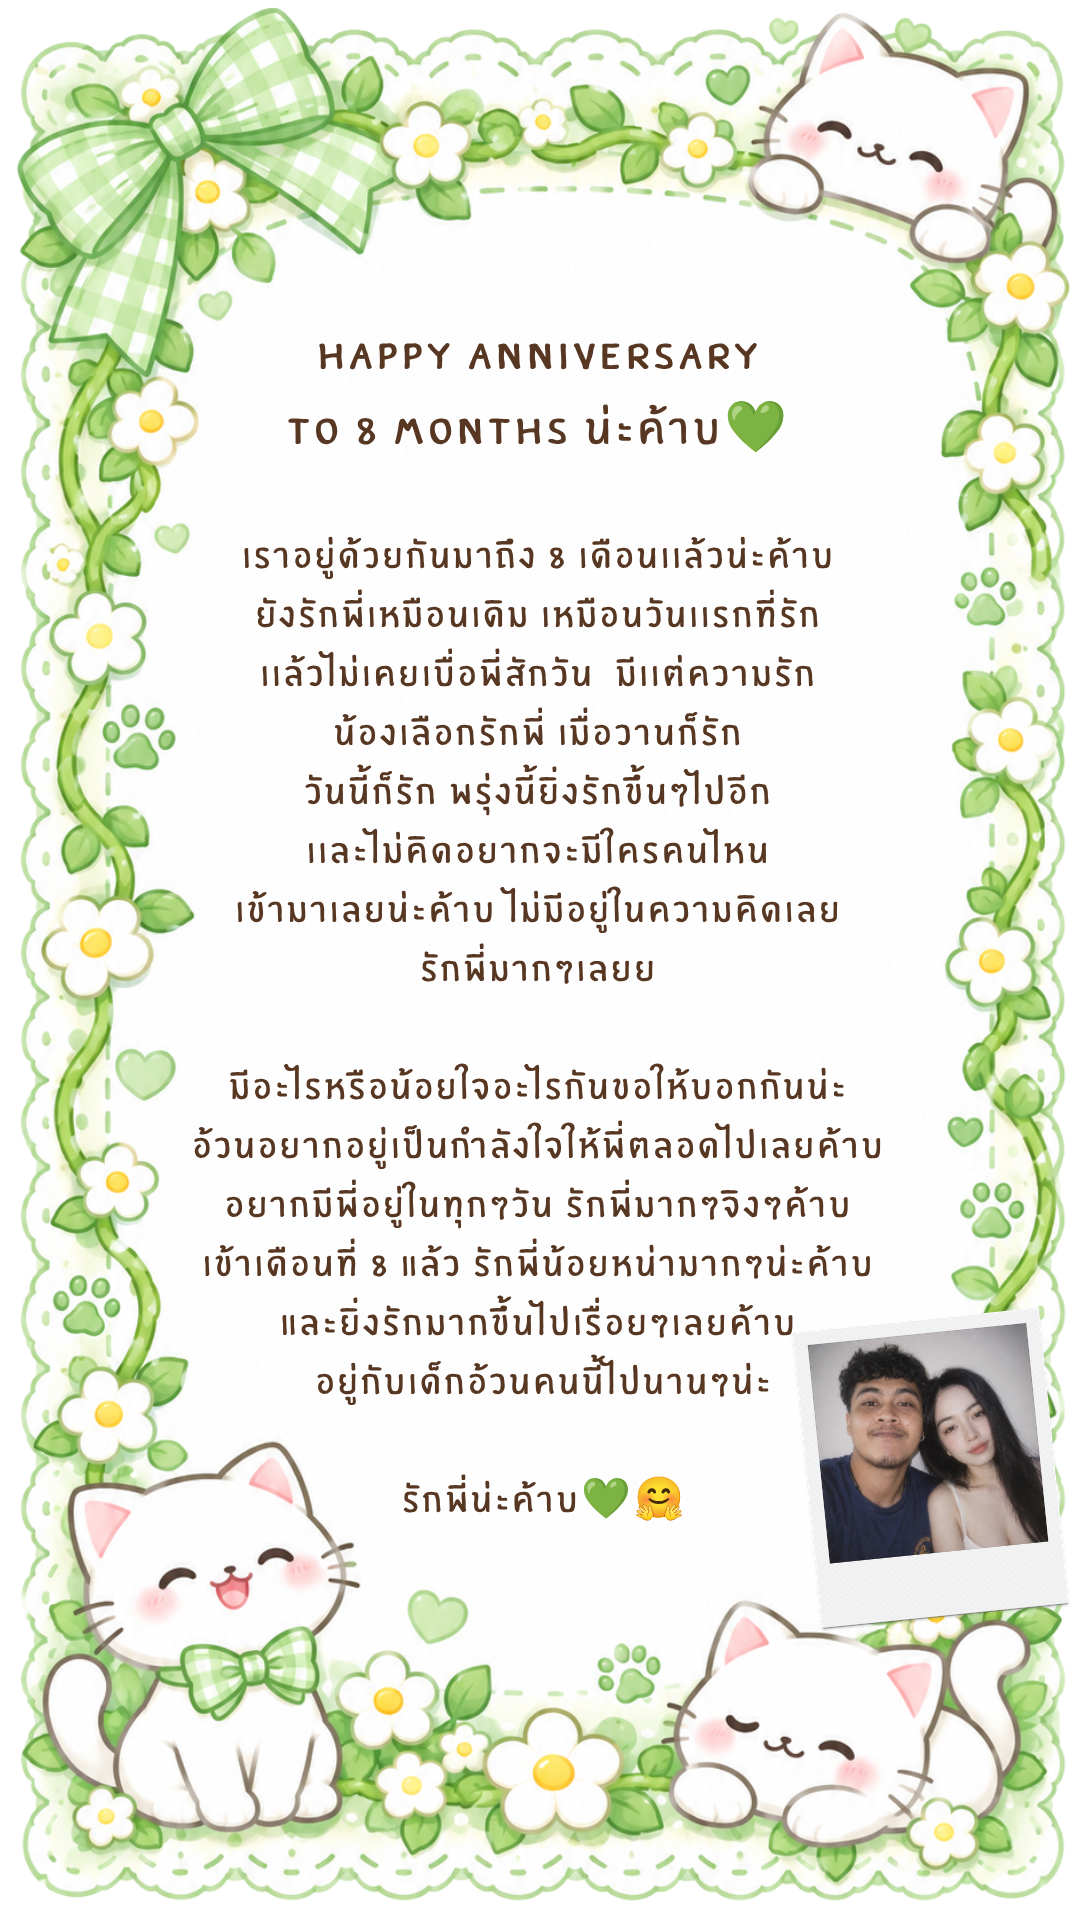 HAPPY ANNIVERSARY
TO 8 MONTHS น่ะค้าบ💚
เราอยู่ด้วยกันมาถึง 8 เดือนแล้วน่ะค้าบ
ยังรักพี่เหมือนเดิม เหมือนวันแรกที่รัก
แล้วไม่เคยเบื่อพี่สักวัน มีแต่ความรัก
น้องเลือกรักพี่ เมื่อวานก็รัก
วันนี้ก็รัก พรุ่งนี้ยิ่งรักขึ้นๆไปอีก
และไม่คิดอยากจะมีใครคนไหน
เข้ามาเลยน่ะค้าบ ไม่มีอยู่ในความคิดเลย
รักพี่มากๆเลยย
มีอะไรหรือน้อยใจอะไรกันขอให้บอกกันน่ะ
อ้วนอยากอยู่เป็นกำลังใจให้พี่ตลอดไปเลยค้าบ
อยากมีพี่อยู่ในทุกๆวัน รักพี่มากๆจิงๆค้าบ
เข้าเดือนที่ 8 แล้ว รักพี่น้อยหน่ามากๆน่ะค้าบ
และยิ่งรักมากขึ้นไปเรื่อยๆเลยค้าบ
อยู่กับเด็กอ้วนคนนี้ไปนานๆน่ะ
รักพี่น่ะค้าบ💚🤗